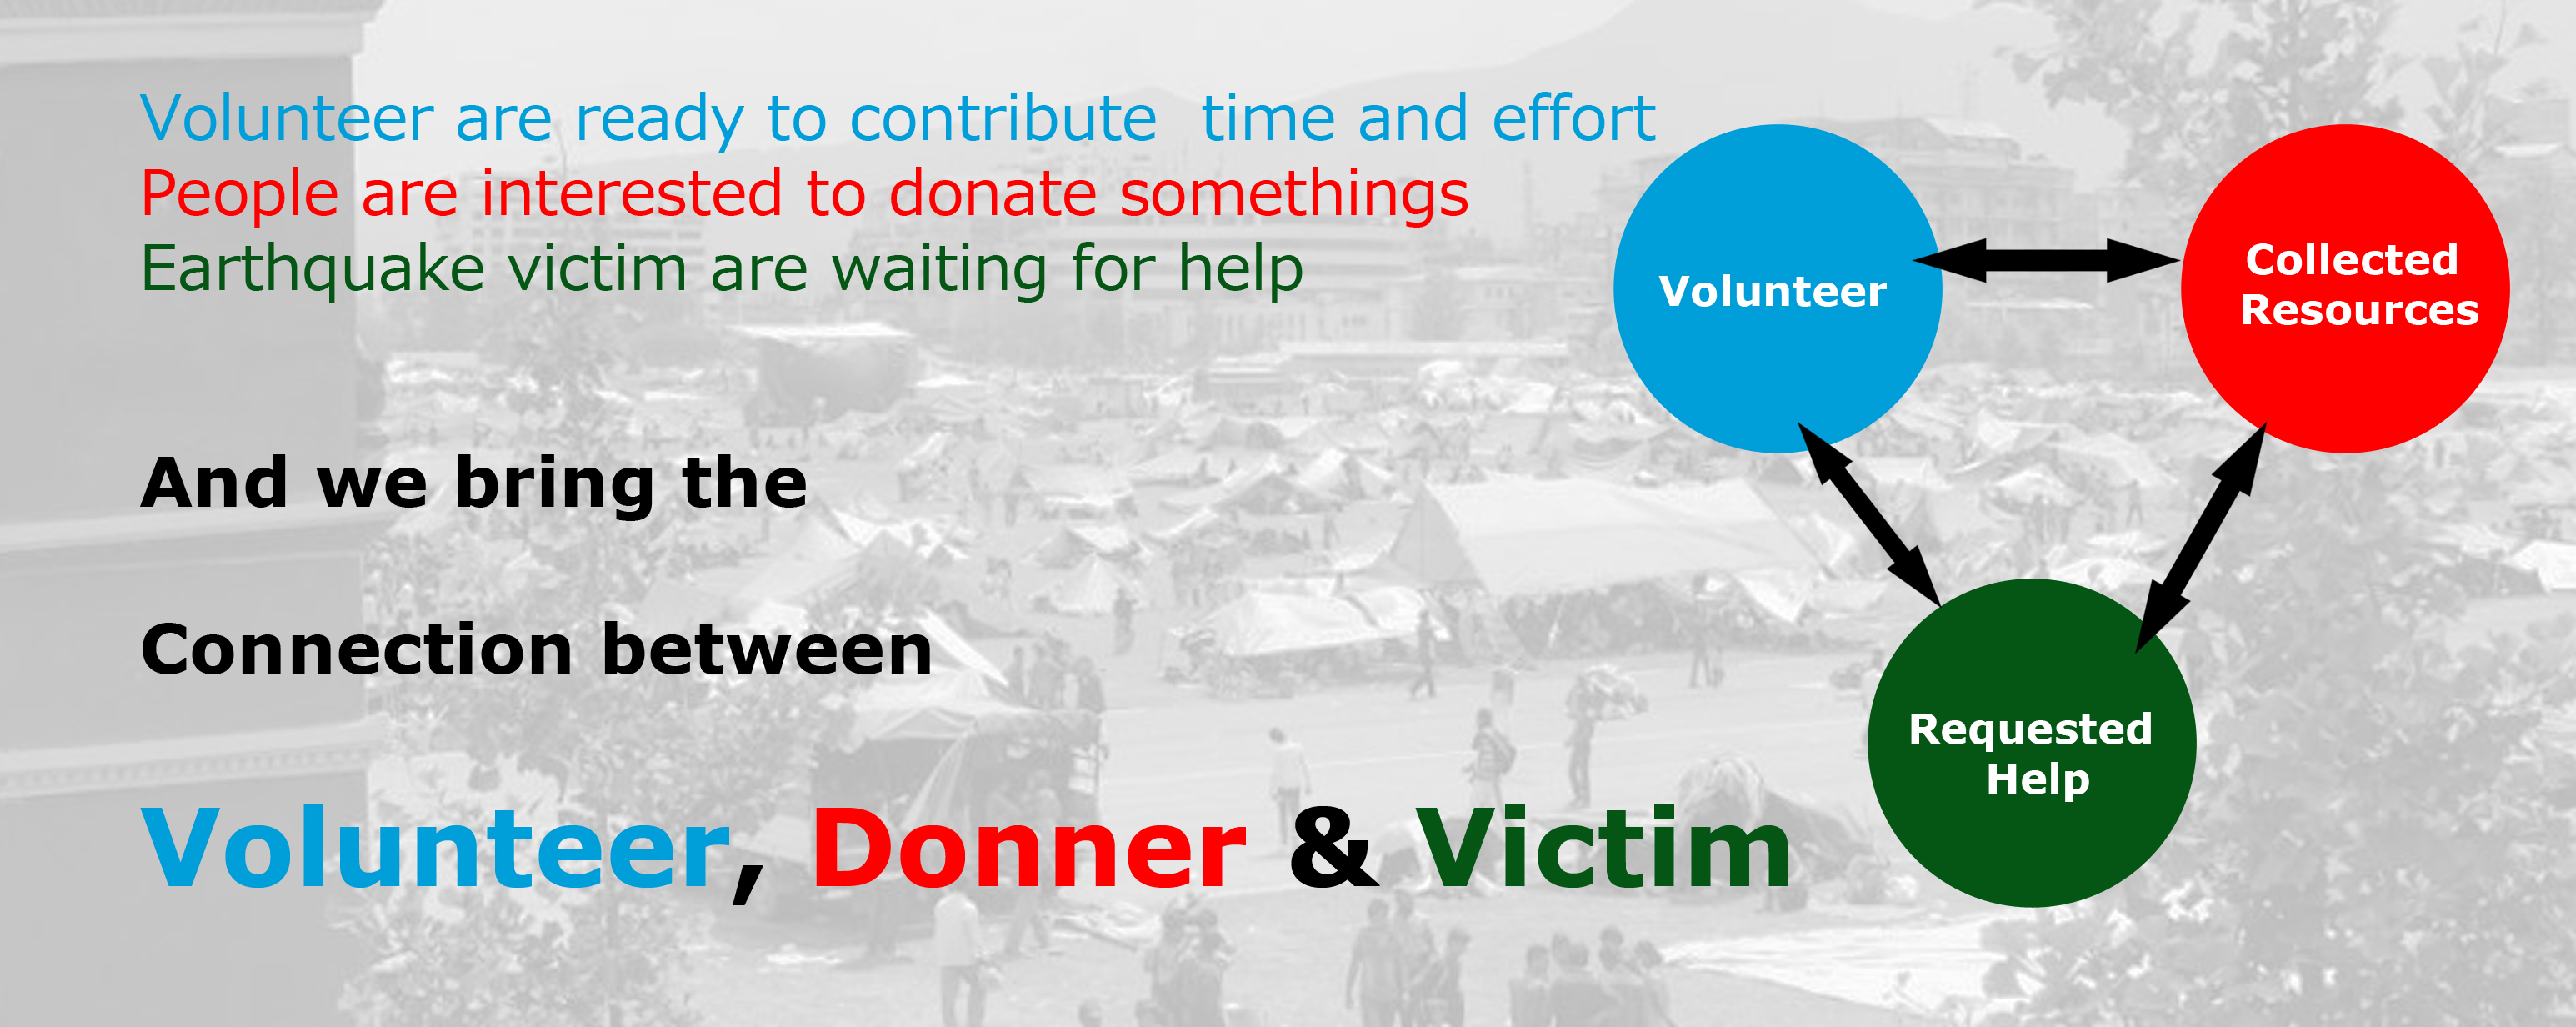 Volunteer are ready to contribute  time and effort
People are interested to donate somethings
Earthquake victim are waiting for help
And we bring the
Connection between
Volunteer, Donner & Victim
Volunteer
Collected
Resources
Requested
Help